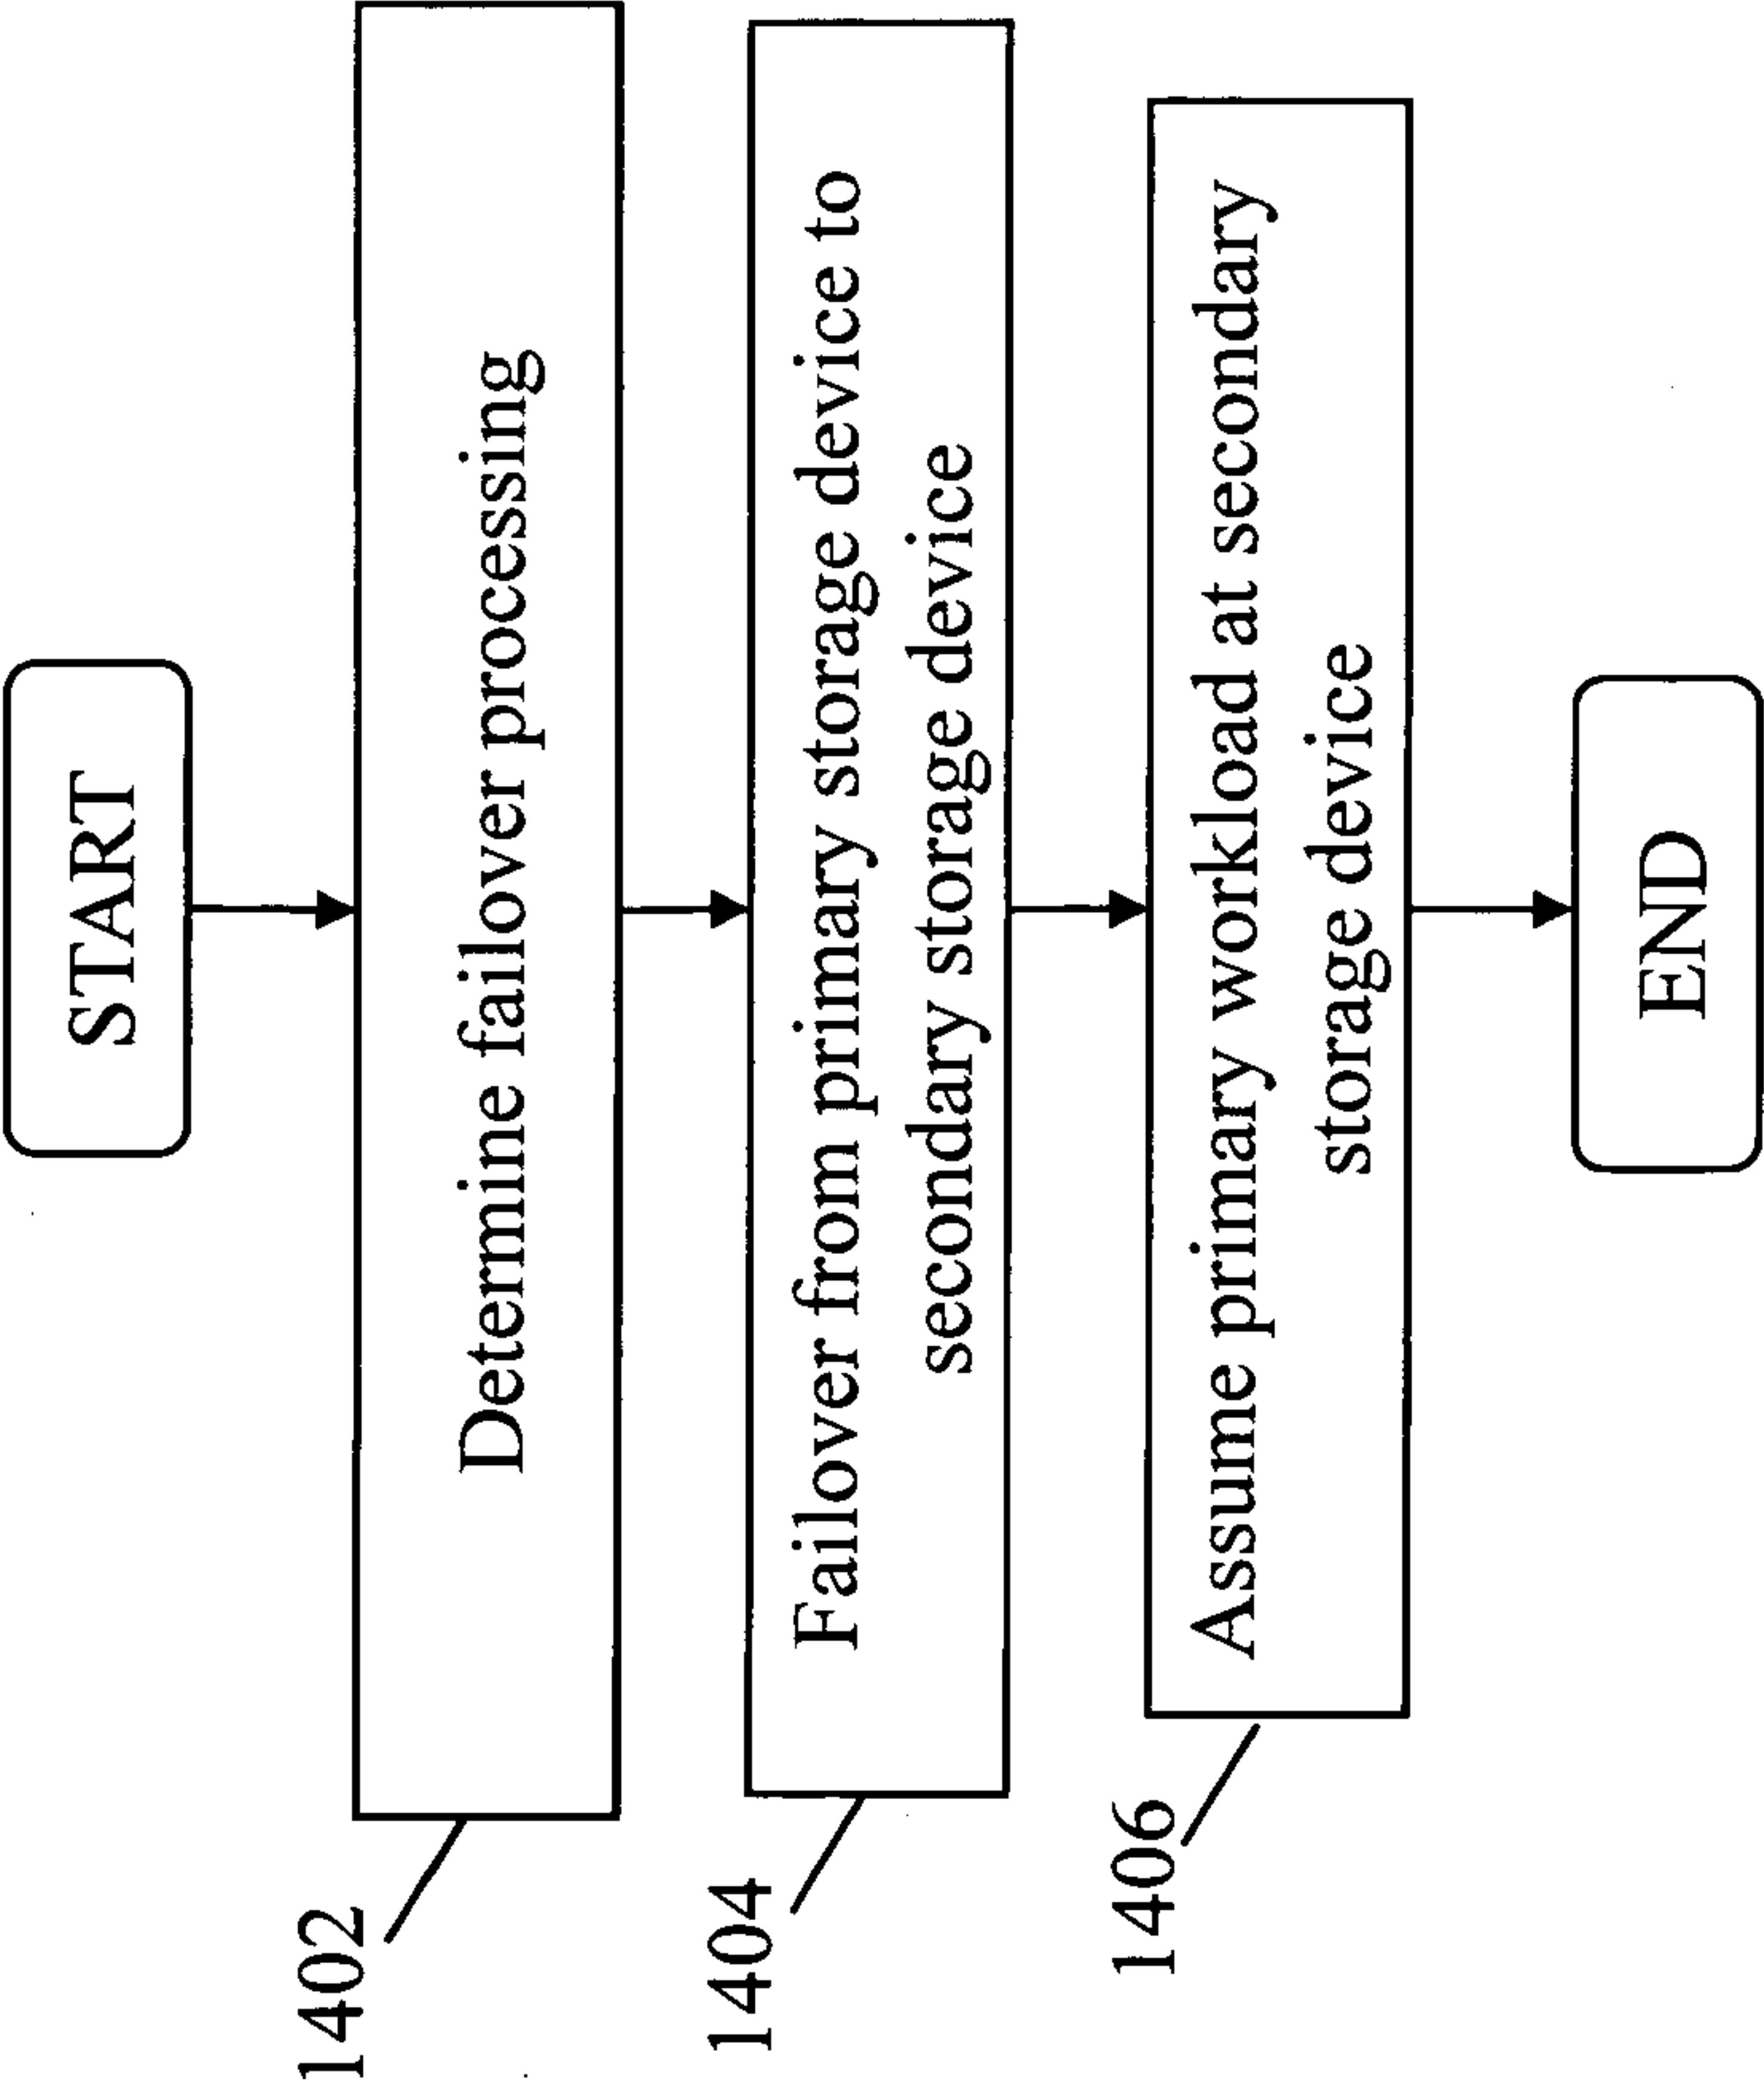 START
1402
Determine failover processing
1404
Failover from primary storage device to
secondary storage device
1406
Assume primary workload at secondary
storage device
END